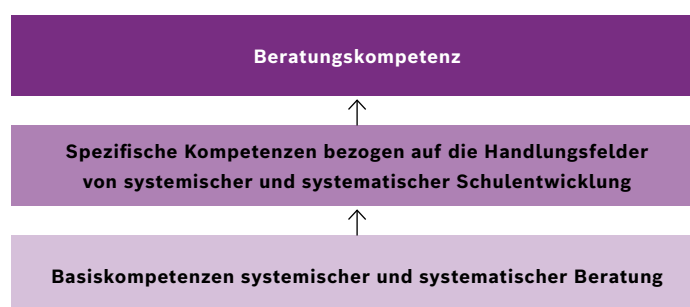 Beratungskompetenz
Spezifische Kompetenzen bezogen auf die Handlungsfelder
von systemischer und systematischer Schulentwicklung
Basiskompetenzen systemischer und systematischer Beratung